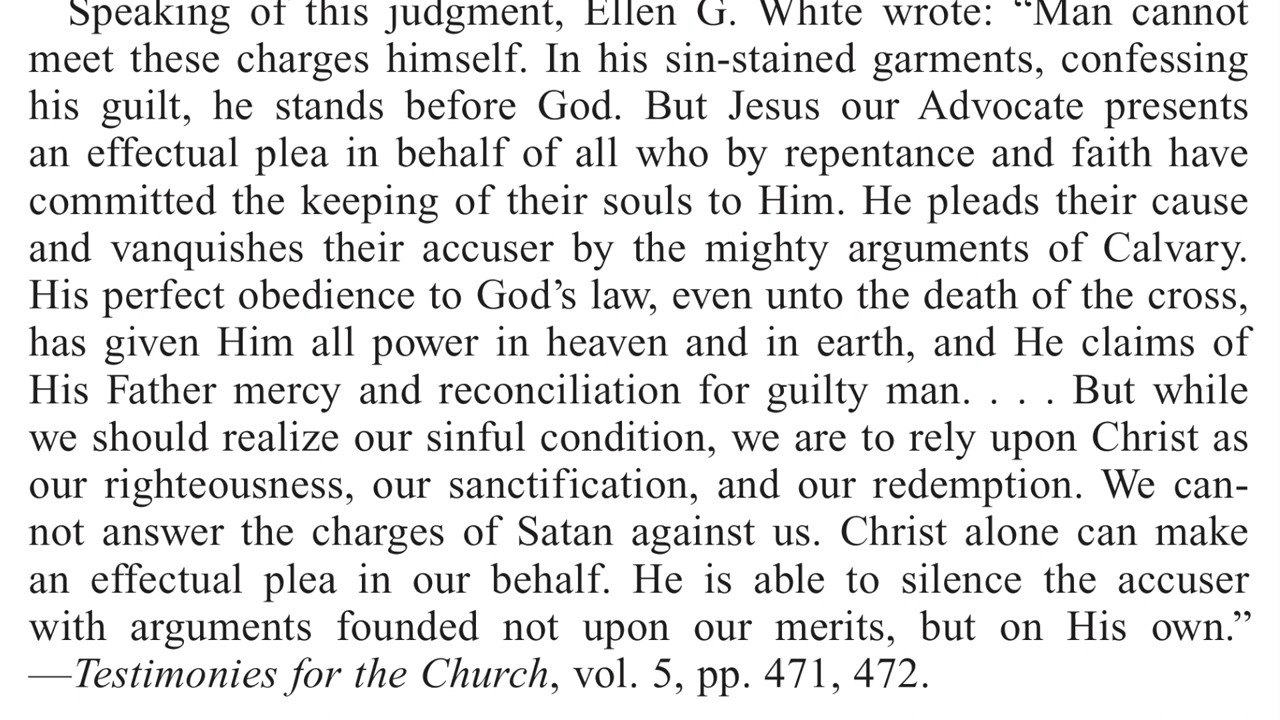 Speaking of this judgment, Ellen G. White wrote: “Man cannot
meet these charges himself. In his sin-stained garments, confessing
his guilt, he stands before God. But Jesus our Advocate presents
an effectual plea in behalf of all who by repentance and faith have
committed the keeping of their souls to Him. He pleads their cause
and vanquishes their accuser by the mighty arguments of Calvary.
His perfect obedience to God’s law, even unto the death of the cross,
has given Him all power in heaven and in earth, and He claims of
His Father mercy and reconciliation for guilty man. . . . But while
we should realize our sinful condition, we are to rely upon Christ as
our righteousness, our sanctification, and our redemption. We can-
not answer the charges of Satan against us. Christ alone can make
an effectual plea in our behalf. He is able to silence the accuser
with arguments founded not upon our merits, but on His own.”
—Testimonies for the Church, vol. 5, pp. 471, 472.